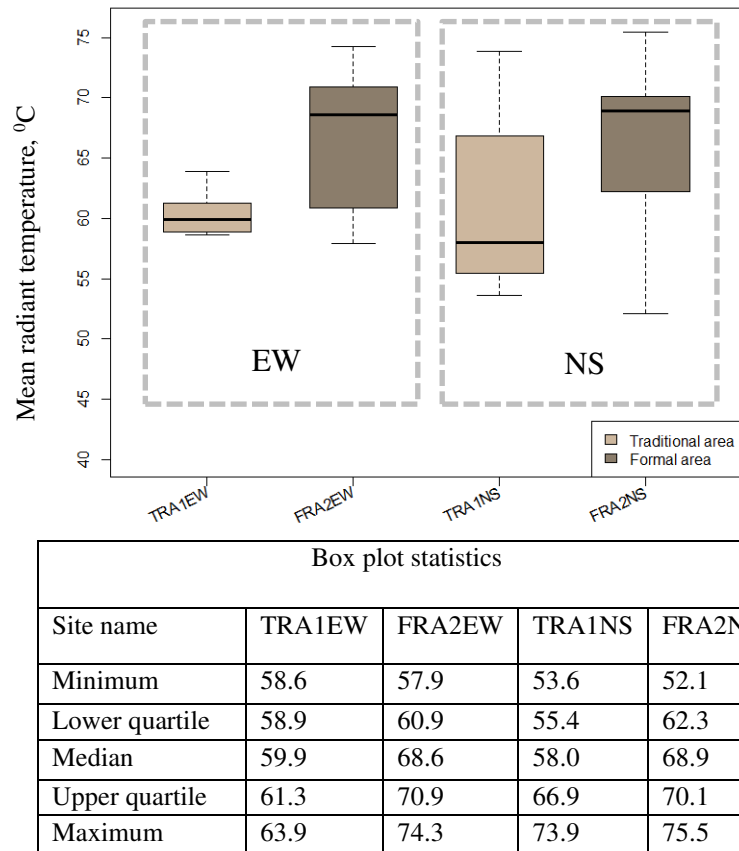 Mean radiant temperature, ⁰C
75
70
65
60
55
50
45
40
EW
NS
Traditional area
Formal area
TRA1EW
FRA2EW
TRA1NS
FRA2NS
Box plot statistics
Site name TRA1EW FRA2EW TRA1NS FRA2N
Minimum 58.6 57.9 53.6 52.1
Lower quartile 58.9 60.9 55.4 62.3
Median 59.9 68.6 58.0 68.9
Upper quartile 61.3 70.9 66.9 70.1
Maximum 63.9 74.3 73.9 75.5